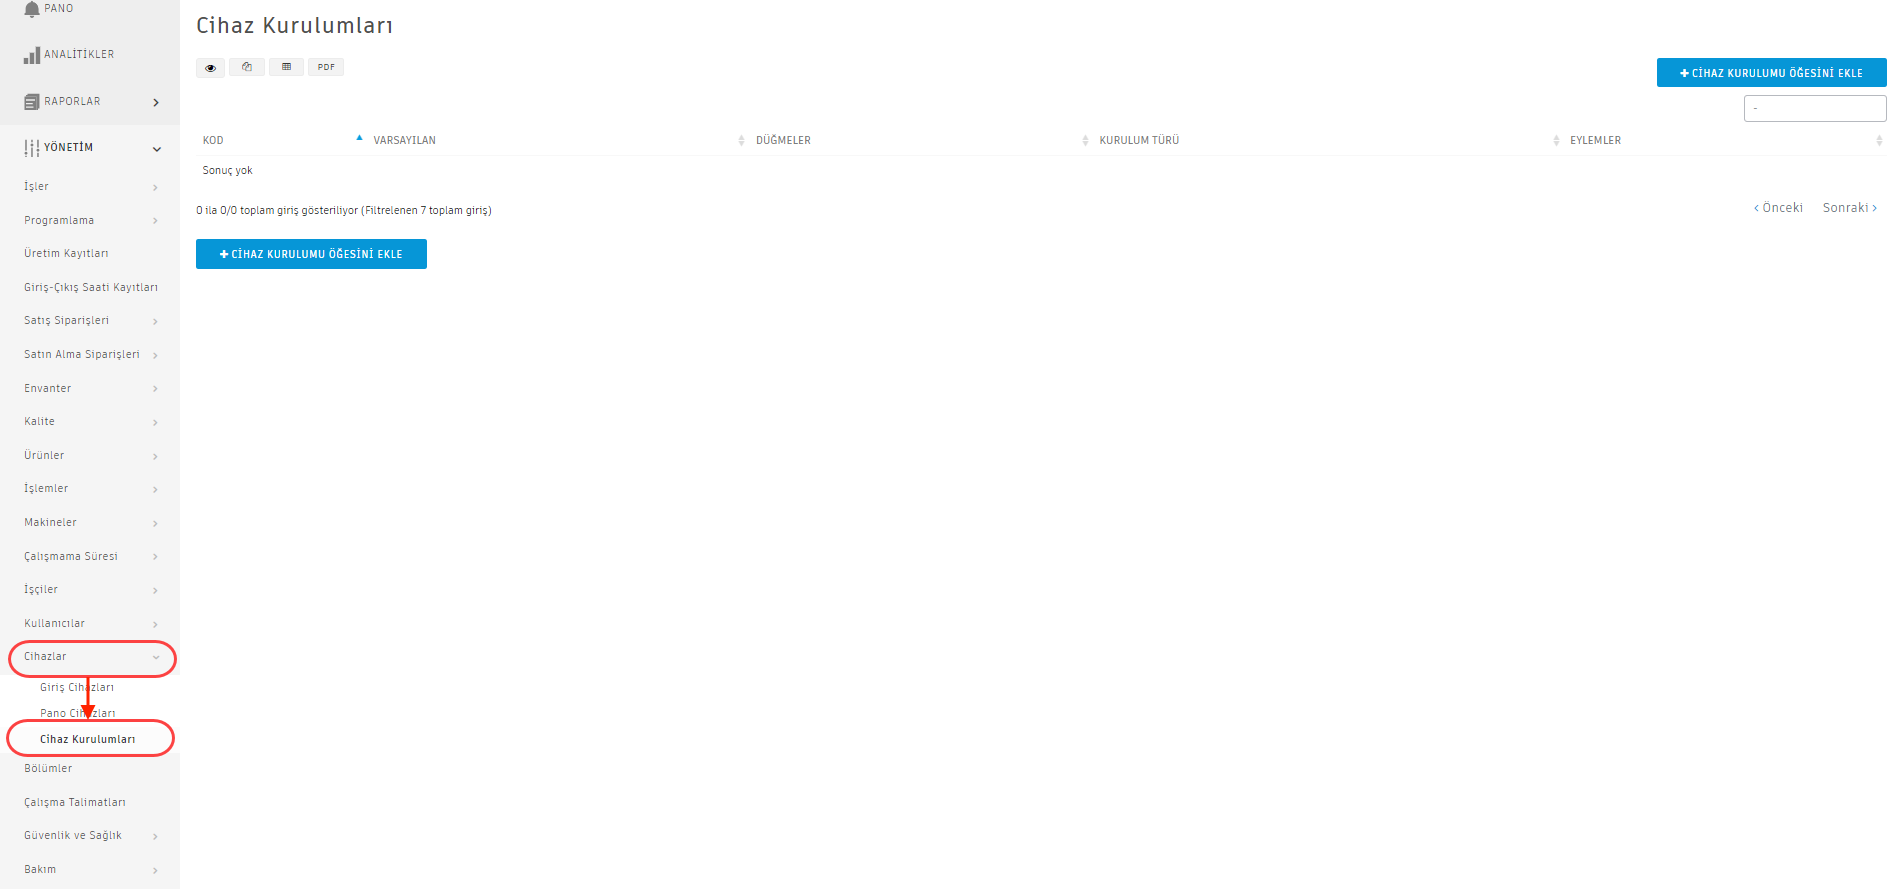 PANO
ANALİTİKLER
RAPORLAR
YÖNETİM
İşler
Programlama
Üretim Kayıtları
Giriş-Çıkış Saati Kayıtları
Satış Siparişleri
Satın Alma Siparişleri
Envanter
Kalite
Ürünler
İşlemler
Makineler
Çalışmama Süresi
İşçiler
Kullanıcılar
Cihazlar
Giriş Cihazları
Pano Cihazları
Cihaz Kurulumları
Bölümler
Çalışma Talimatları
Güvenlik ve Sağlık
Bakım
Cihaz Kurulumları
PDF
CİHAZ KURULUMU ÖĞESİNİ EKLE
-
KOD VARSAYILAN DÜĞMELER KURULUM TÜRÜ EYLEMLER
Sonuç yok
0 ila 0/0 toplam giriş gösteriliyor (Filtrelenen 7 toplam giriş)
‹ Önceki Sonraki ›
CİHAZ KURULUMU ÖĞESİNİ EKLE